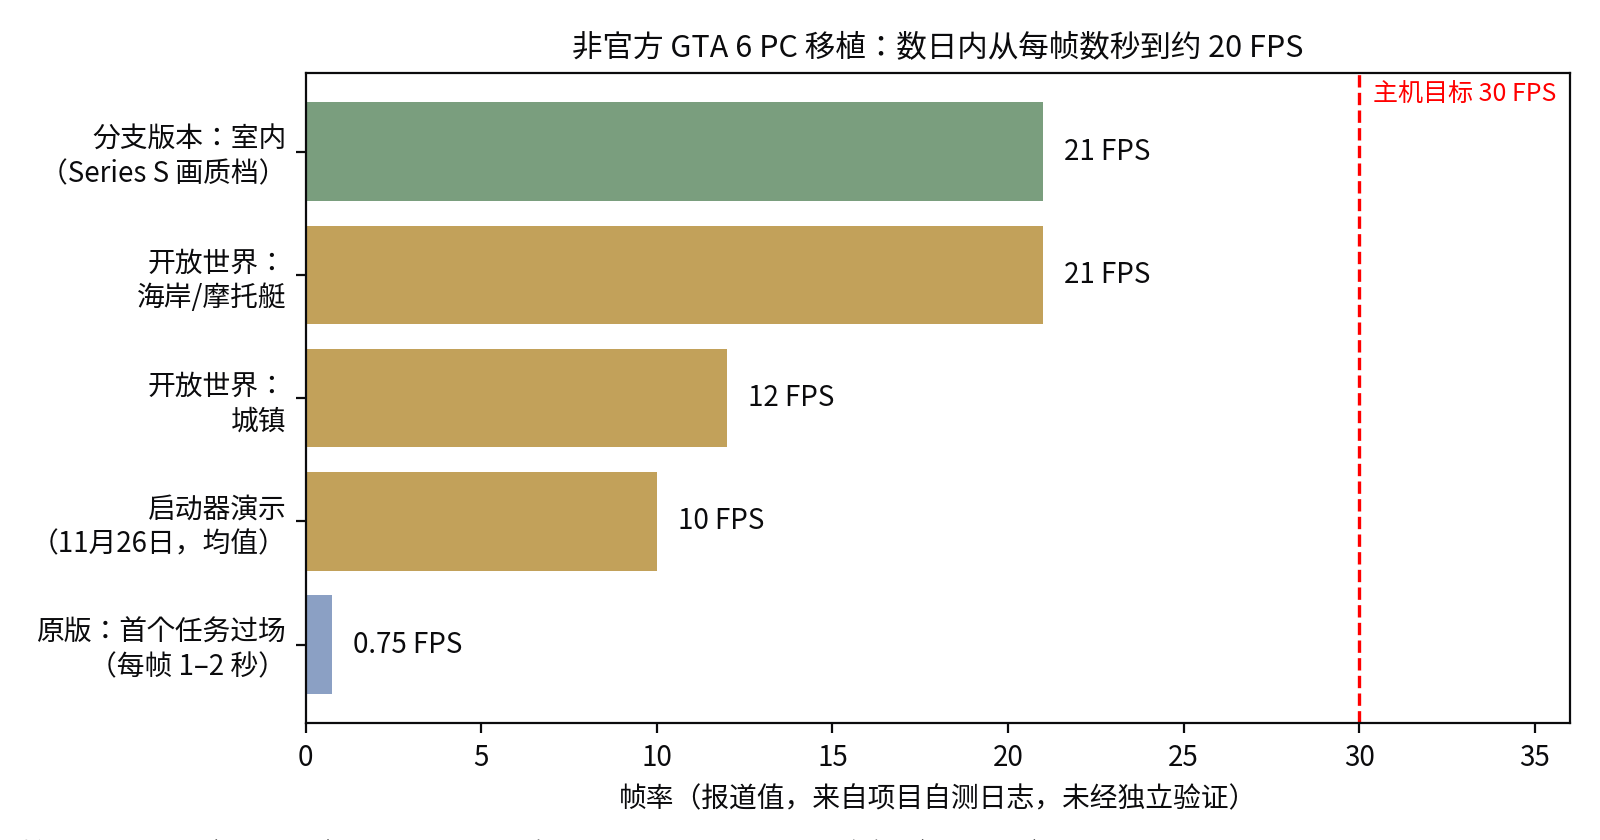 非官方 GTA 6 PC 移植：数日内从每帧数秒到约 20 FPS
主机目标 30 FPS
分支版本：室内
（Series S 画质档）
21 FPS
开放世界：
海岸/摩托艇
21 FPS
开放世界：
城镇
12 FPS
启动器演示
（11月26日，均值）
10 FPS
原版：首个任务过场
（每帧 1–2 秒）
0.75 FPS
0 5 10 15 20 25 30 35
帧率（报道值，来自项目自测日志，未经独立验证）